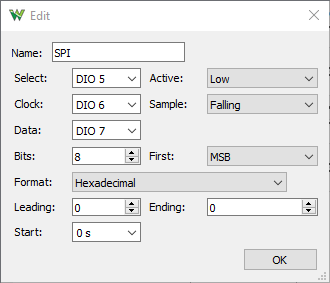 Edit
Name: SPI
Select: DIO 5 Active: Low
Clock: DIO 6 Sample: Falling
Data: DIO 7
Bits: 8 First: MSB
Format: Hexadecimal
Leading: 0 Ending: 0
Start: 0 s
OK